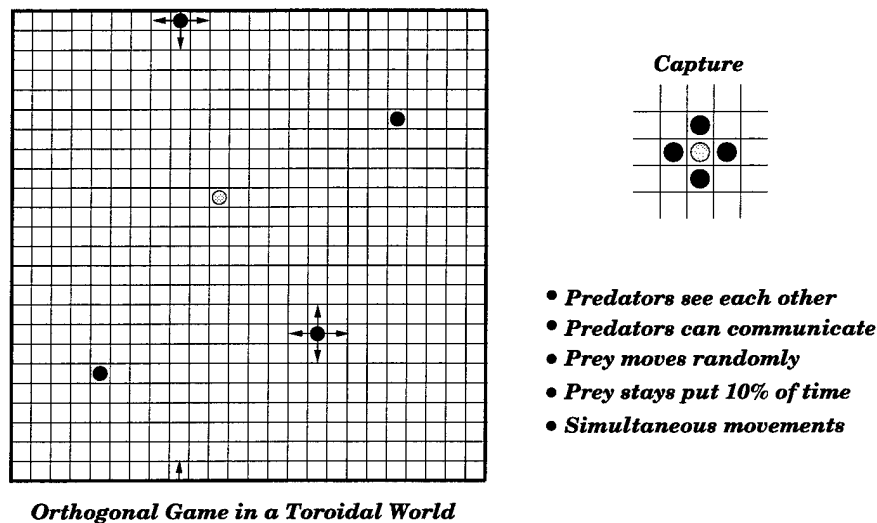 Capture
● Predators see each other
● Predators can communicate
● Prey moves randomly
● Prey stays put 10% of time
● Simultaneous movements
Orthogonal Game in a Toroidal World